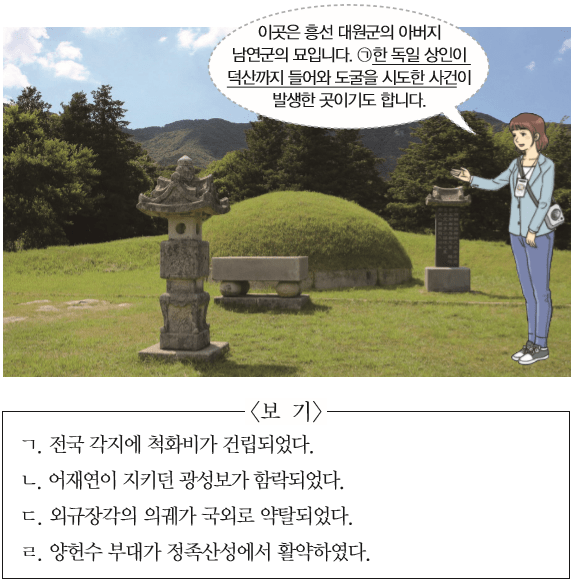 이곳은 흥선 대원군의 아버지
남연군의 묘입니다. ㉠한 독일 상인이
덕산까지 들어와 도굴을 시도한 사건이
발생한 곳이기도 합니다.
〈보 기〉
ㄱ. 전국 각지에 척화비가 건립되었다.
ㄴ. 어재연이 지키던 광성보가 함락되었다.
ㄷ. 외규장각의 의궤가 국외로 약탈되었다.
ㄹ. 양헌수 부대가 정족산성에서 활약하였다.